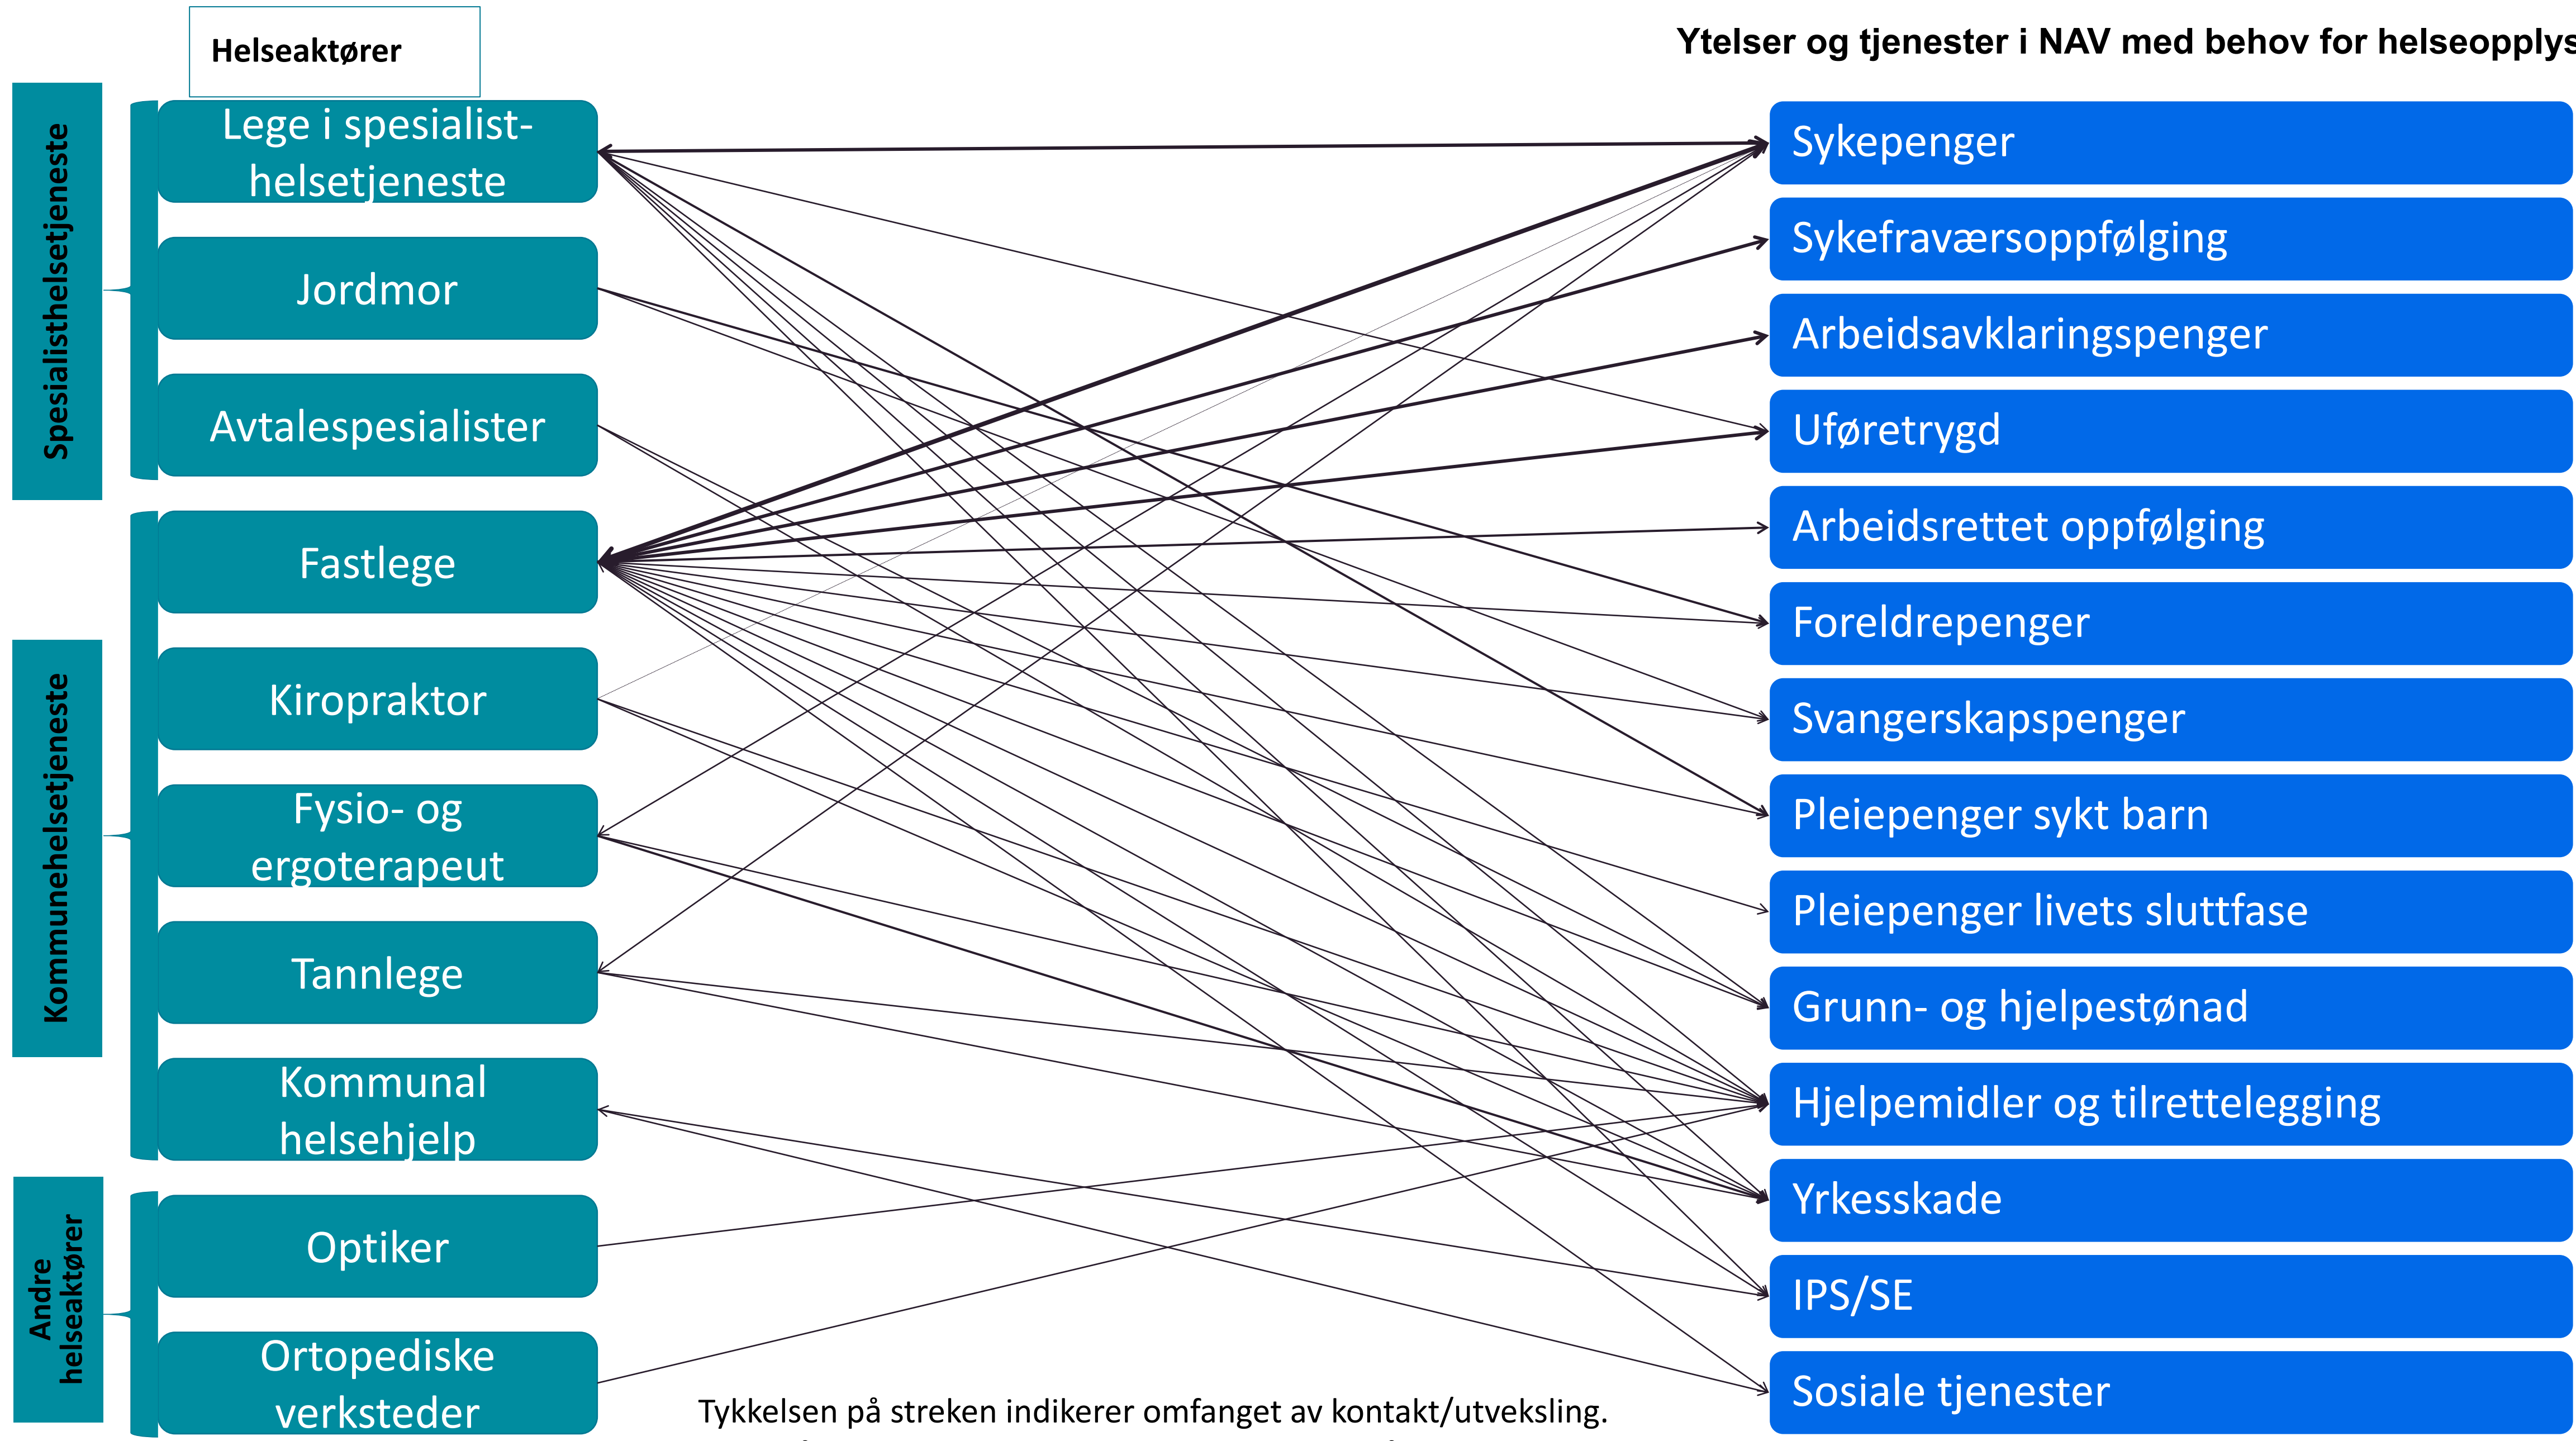 Helseaktører
Ytelser og tjenester i NAV med behov for helseopplys
Spesialisthelsetjeneste
Lege i spesialist-
helsetjeneste
Jordmor
Avtalespesialister
Kommunehelsetjeneste
Fastlege
Kiropraktor
Fysio- og
ergoterapeut
Tannlege
Kommunal
helsehjelp
Andre
helseaktører
Optiker
Ortopediske
verksteder
Sykepenger
Sykefraværsoppfølging
Arbeidsavklaringspenger
Uføretrygd
Arbeidsrettet oppfølging
Foreldrepenger
Svangerskapspenger
Pleiepenger sykt barn
Pleiepenger livets sluttfase
Grunn- og hjelpestønad
Hjelpemidler og tilrettelegging
Yrkesskade
IPS/SE
Sosiale tjenester
Tykkelsen på streken indikerer omfanget av kontakt/utveksling.